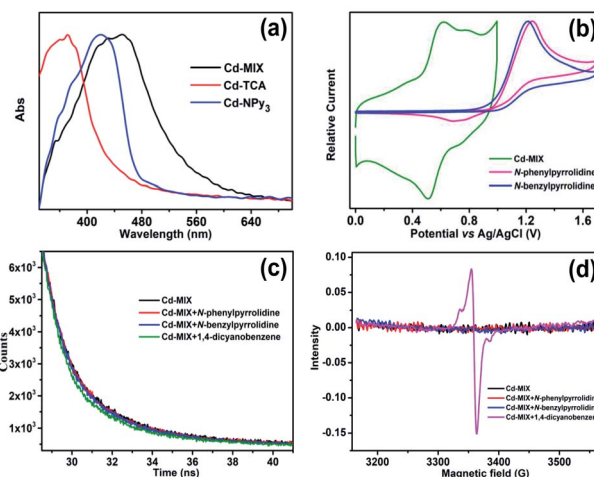 (a)
Cd-MIX
Cd-TCA
Cd-NPy₃
Abs
400 480 560 640
Wavelength (nm)
(b)
Relative Current
Cd-MIX
N-phenylpyrrolidine
N-benzylpyrrolidine
0.0 0.4 0.8 1.2 1.6
Potential vs Ag/AgCl (V)
(c)
Cd-MIX
Cd-MIX+N-phenylpyrrolidine
Cd-MIX+N-benzylpyrrolidine
Cd-MIX+1,4-dicyanobenzene
Counts
6x10³
5x10³
4x10³
3x10³
2x10³
1x10³
30 32 34 36 38 40
Time (ns)
(d)
Intensity
0.10
0.05
0.00
-0.05
-0.10
-0.15
Cd-MIX
Cd-MIX+N-phenylpyrrolidin
Cd-MIX+N-benzylpyrrolidin
Cd-MIX+1,4-dicyanobenzene
3200 3300 3400 3500
Magnetic field (G)